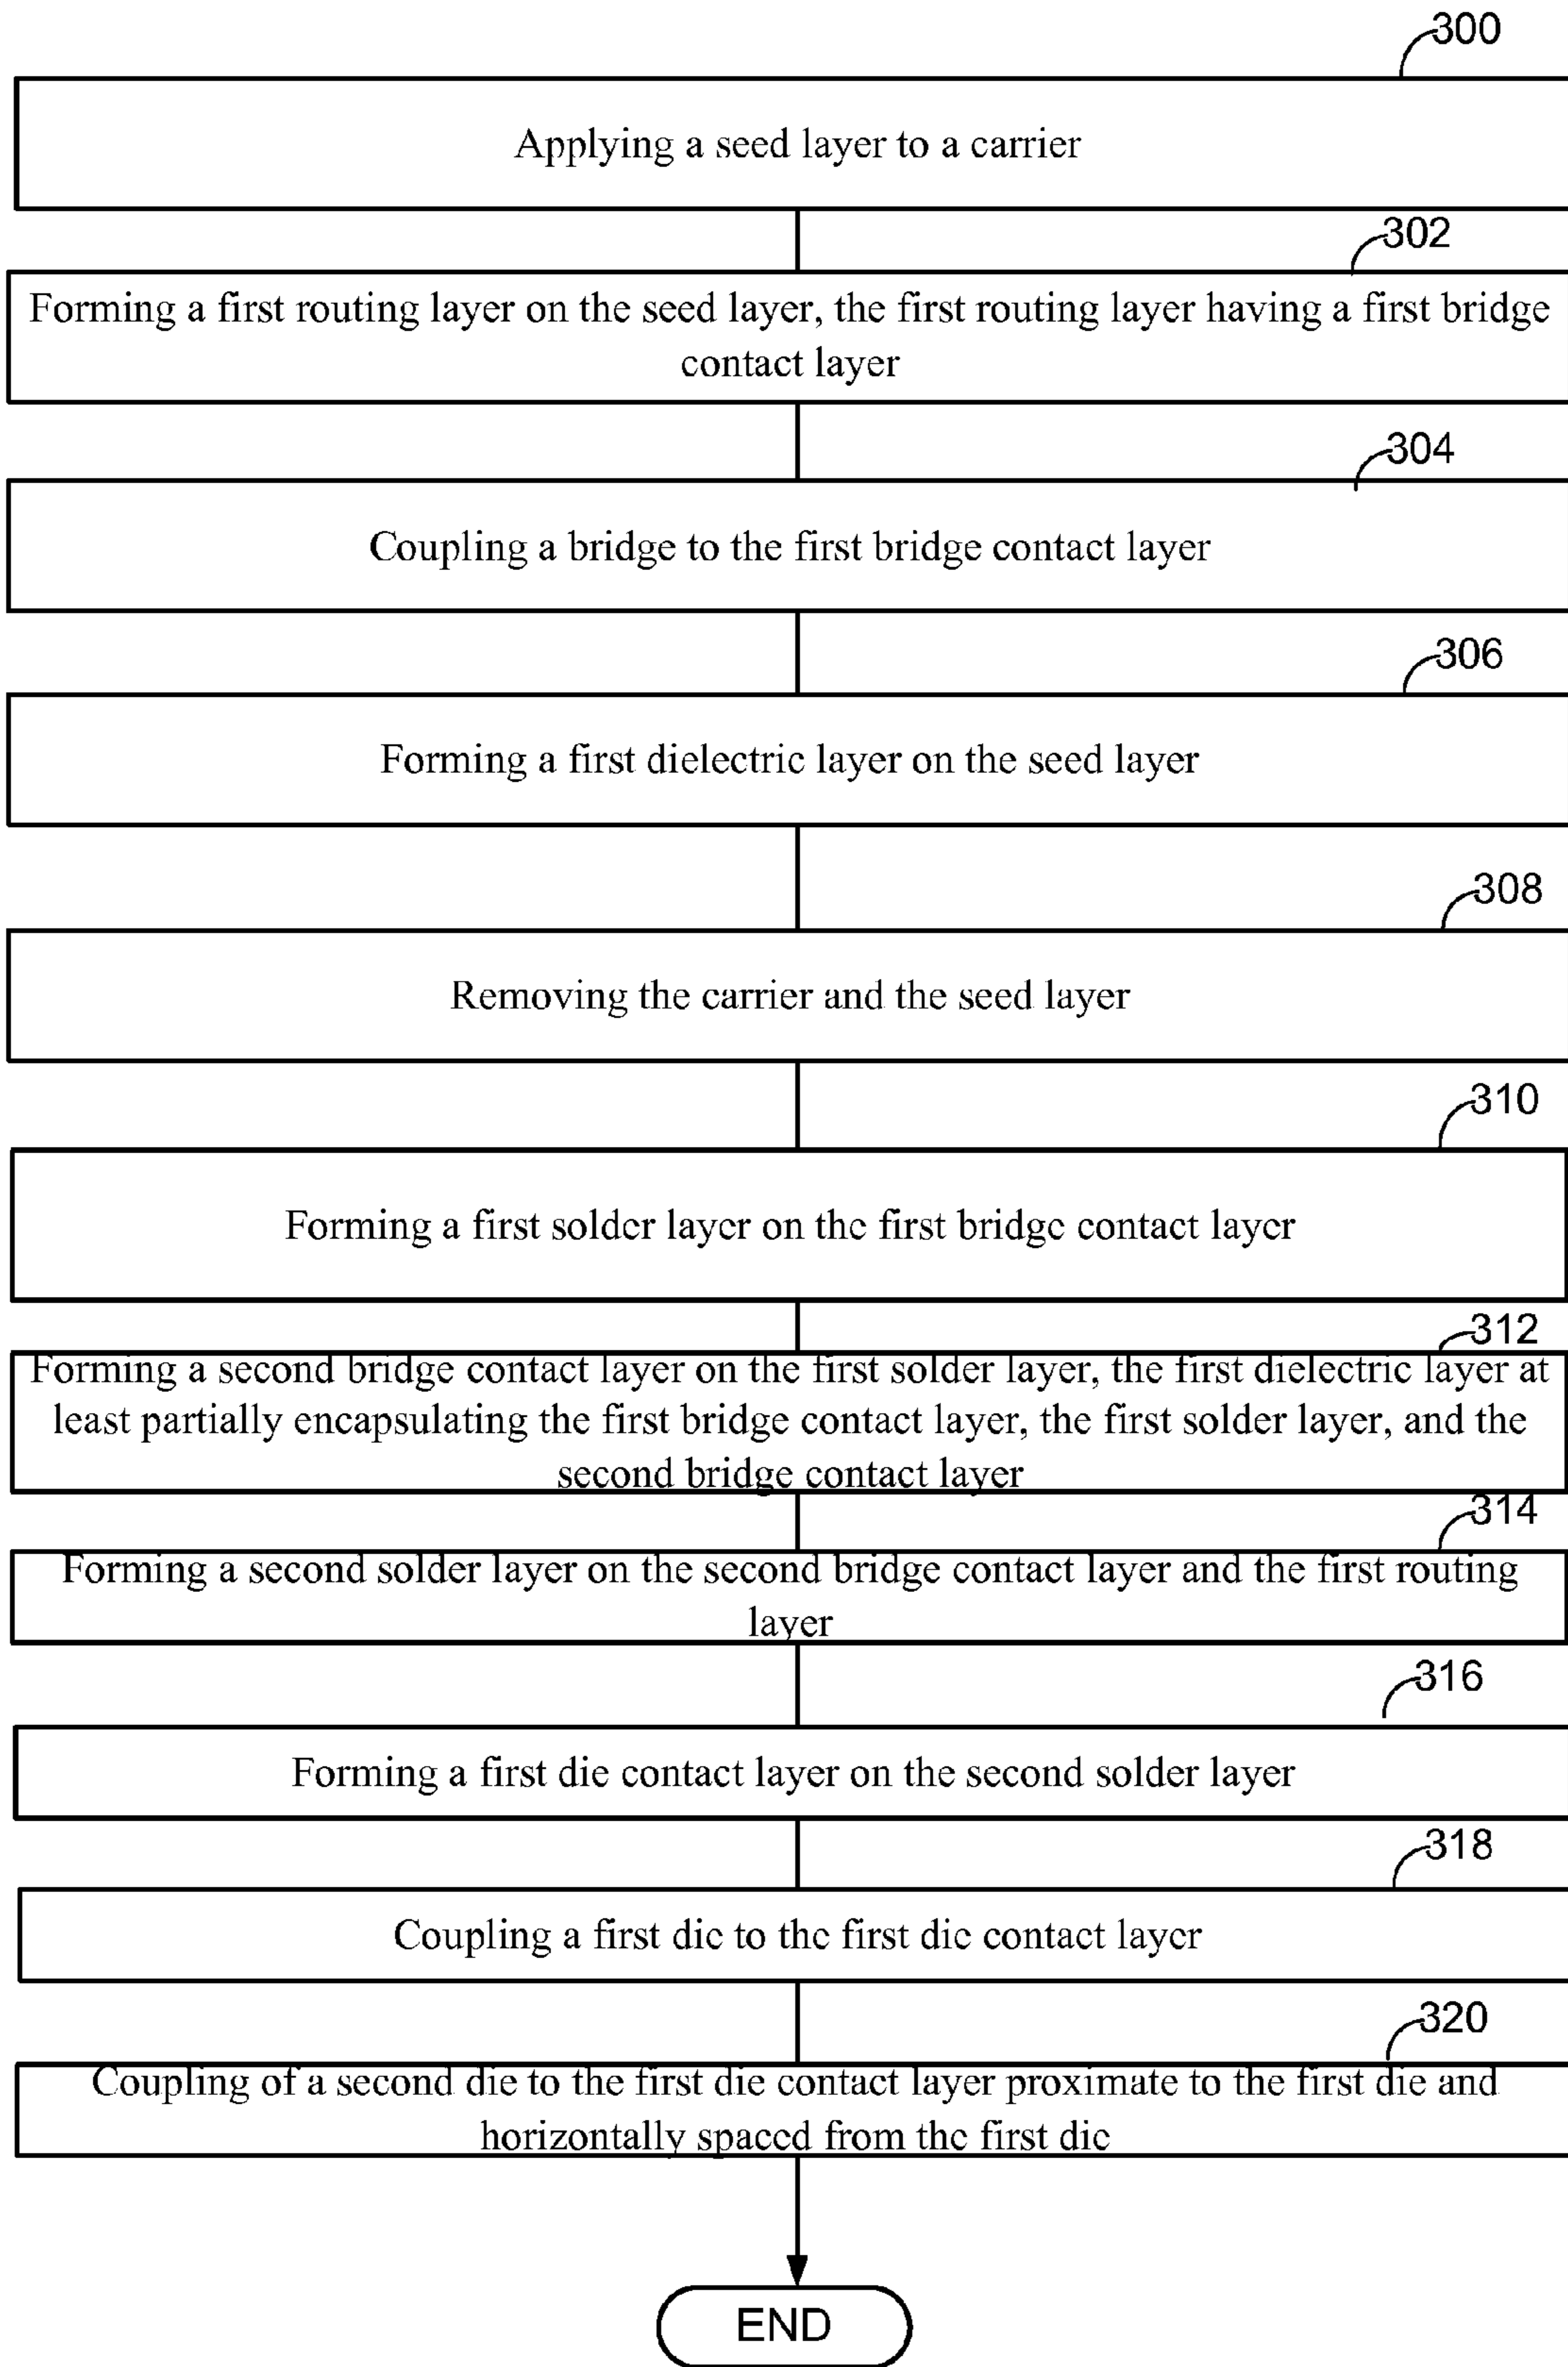 300
Applying a seed layer to a carrier
302
Forming a first routing layer on the seed layer, the first routing layer having a first bridge
contact layer
304
Coupling a bridge to the first bridge contact layer
306
Forming a first dielectric layer on the seed layer
308
Removing the carrier and the seed layer
310
Forming a first solder layer on the first bridge contact layer
312
Forming a second bridge contact layer on the first solder layer, the first dielectric layer at
least partially encapsulating the first bridge contact layer, the first solder layer, and the
second bridge contact layer
314
Forming a second solder layer on the second bridge contact layer and the first routing
layer
316
Forming a first die contact layer on the second solder layer
318
Coupling a first die to the first die contact layer
320
Coupling of a second die to the first die contact layer proximate to the first die and
horizontally spaced from the first die
END